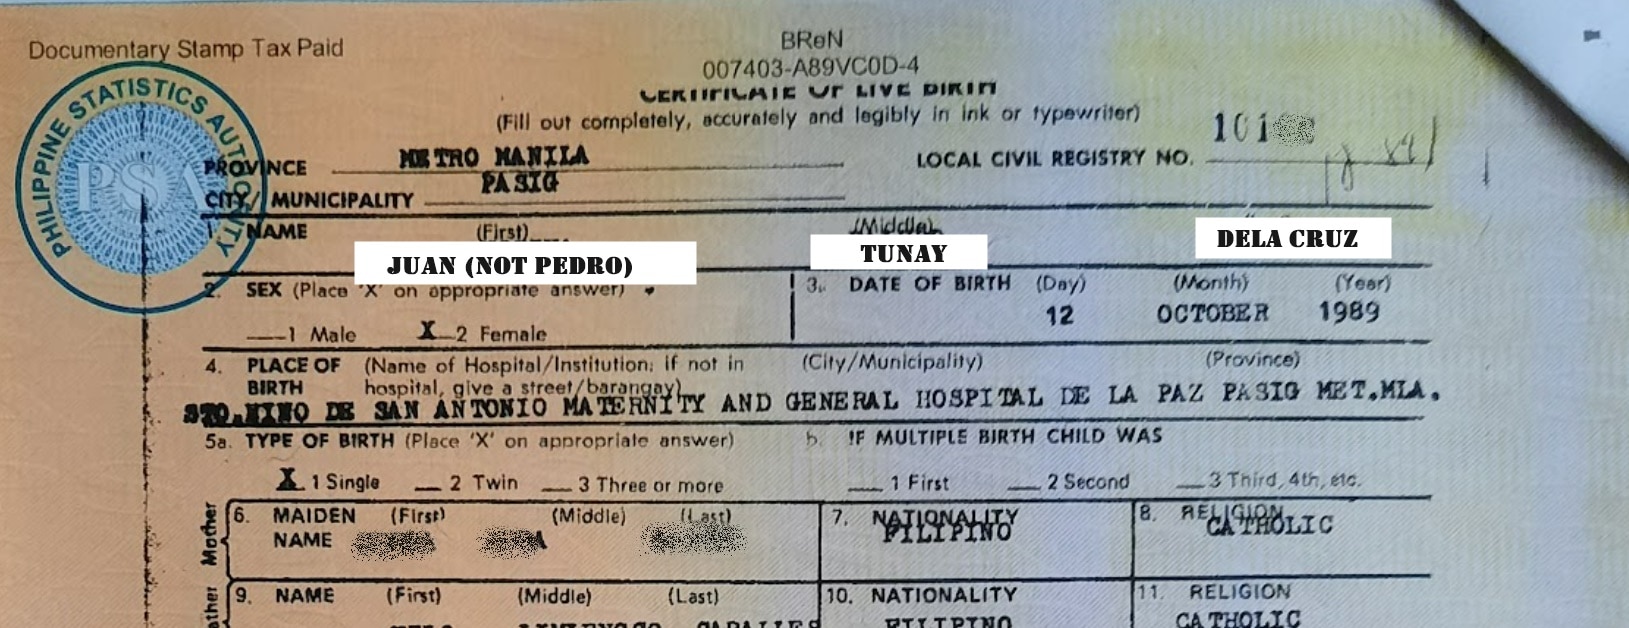 Documentary Stamp Tax Paid
BReN
007403-A89VC0D-4
CERTIFICATE OF LIVE BIRTH
(Fill out completely, accurately and legibly in ink or typewriter)
PHILIPPINE STATISTICS AUTHORITY
PSA
PROVINCE METRO MANILA LOCAL CIVIL REGISTRY NO. 101
CITY/MUNICIPALITY PASIG
1. NAME (First) (Middle)
JUAN (NOT PEDRO) TUNAY DELA CRUZ
2. SEX (Place 'X' on appropriate answer) 3. DATE OF BIRTH (Day) (Month) (Year)
12 OCTOBER 1989
1 Male X 2 Female
4. PLACE OF (Name of Hospital/Institution; if not in (City/Municipality) (Province)
BIRTH hospital, give a street/barangay)
STO.NINO DE SAN ANTONIO MATERNITY AND GENERAL HOSPITAL DE LA PAZ PASIG MET.MLA.
5a. TYPE OF BIRTH (Place 'X' on appropriate answer) b. IF MULTIPLE BIRTH CHILD WAS
X 1 Single 2 Twin 3 Three or more 1 First 2 Second 3 Third, 4th, etc.
Mother
6. MAIDEN (First) (Middle) (Last) 7. NATIONALITY 8. RELIGION
NAME FILIPINO CATHOLIC
9. NAME (First) (Middle) (Last) 10. NATIONALITY 11. RELIGION
FILIPINO CATHOLIC